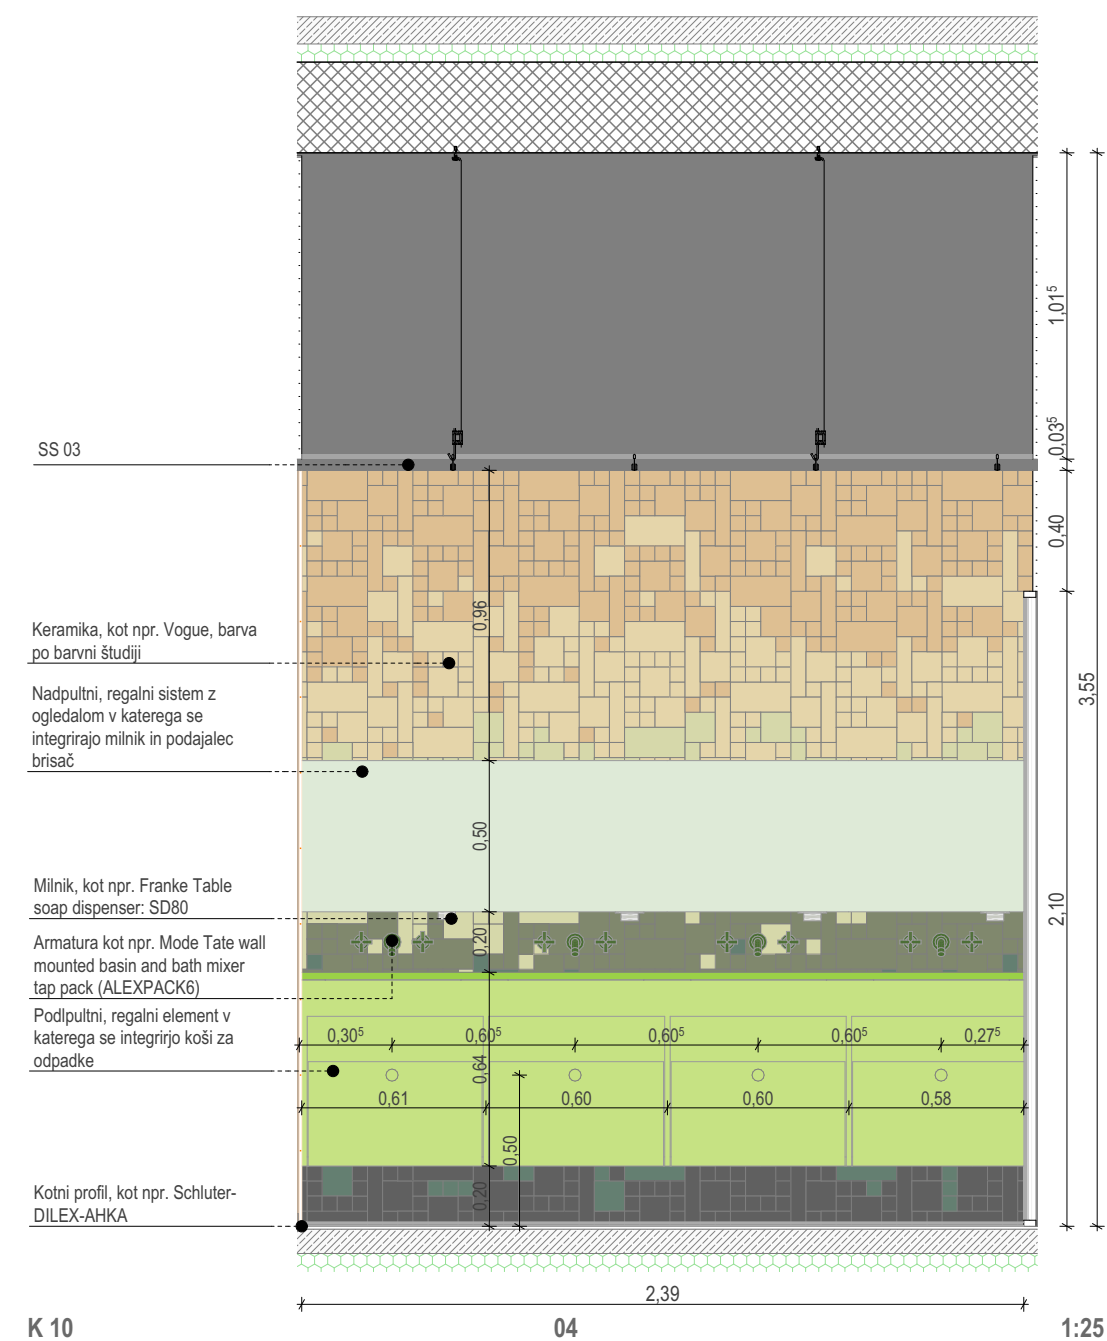 SS 03
Keramika, kot npr. Vogue, barva
po barvni študiji
Nadpultni, regalni sistem z
ogledalom v katerega se
integrirajo milnik in podajalec
brisač
Milnik, kot npr. Franke Table
soap dispenser: SD80
Armatura kot npr. Mode Tate wall
mounted basin and bath mixer
tap pack (ALEXPACK6)
Podlpultni, regalni element v
katerega se integrirjo koši za
odpadke
Kotni profil, kot npr. Schluter-
DILEX-AHKA
0,96
0,50
0,20
0,64
0,20
0,50
0,30⁵ 0,60⁵ 0,60⁵ 0,60⁵ 0,27⁵
0,61 0,60 0,60 0,58
1,01⁵
0,03⁵
0,40
2,10
3,55
2,39
K 10 04 1:25